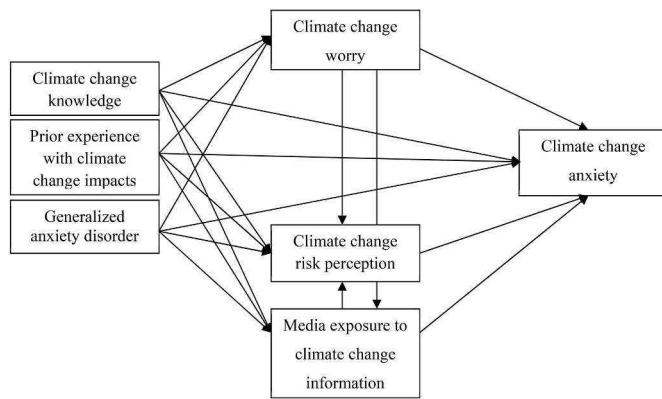 Climate change
worry
Climate change
knowledge
Prior experience
with climate
change impacts
Generalized
anxiety disorder
Climate change
anxiety
Climate change
risk perception
Media exposure to
climate change
information